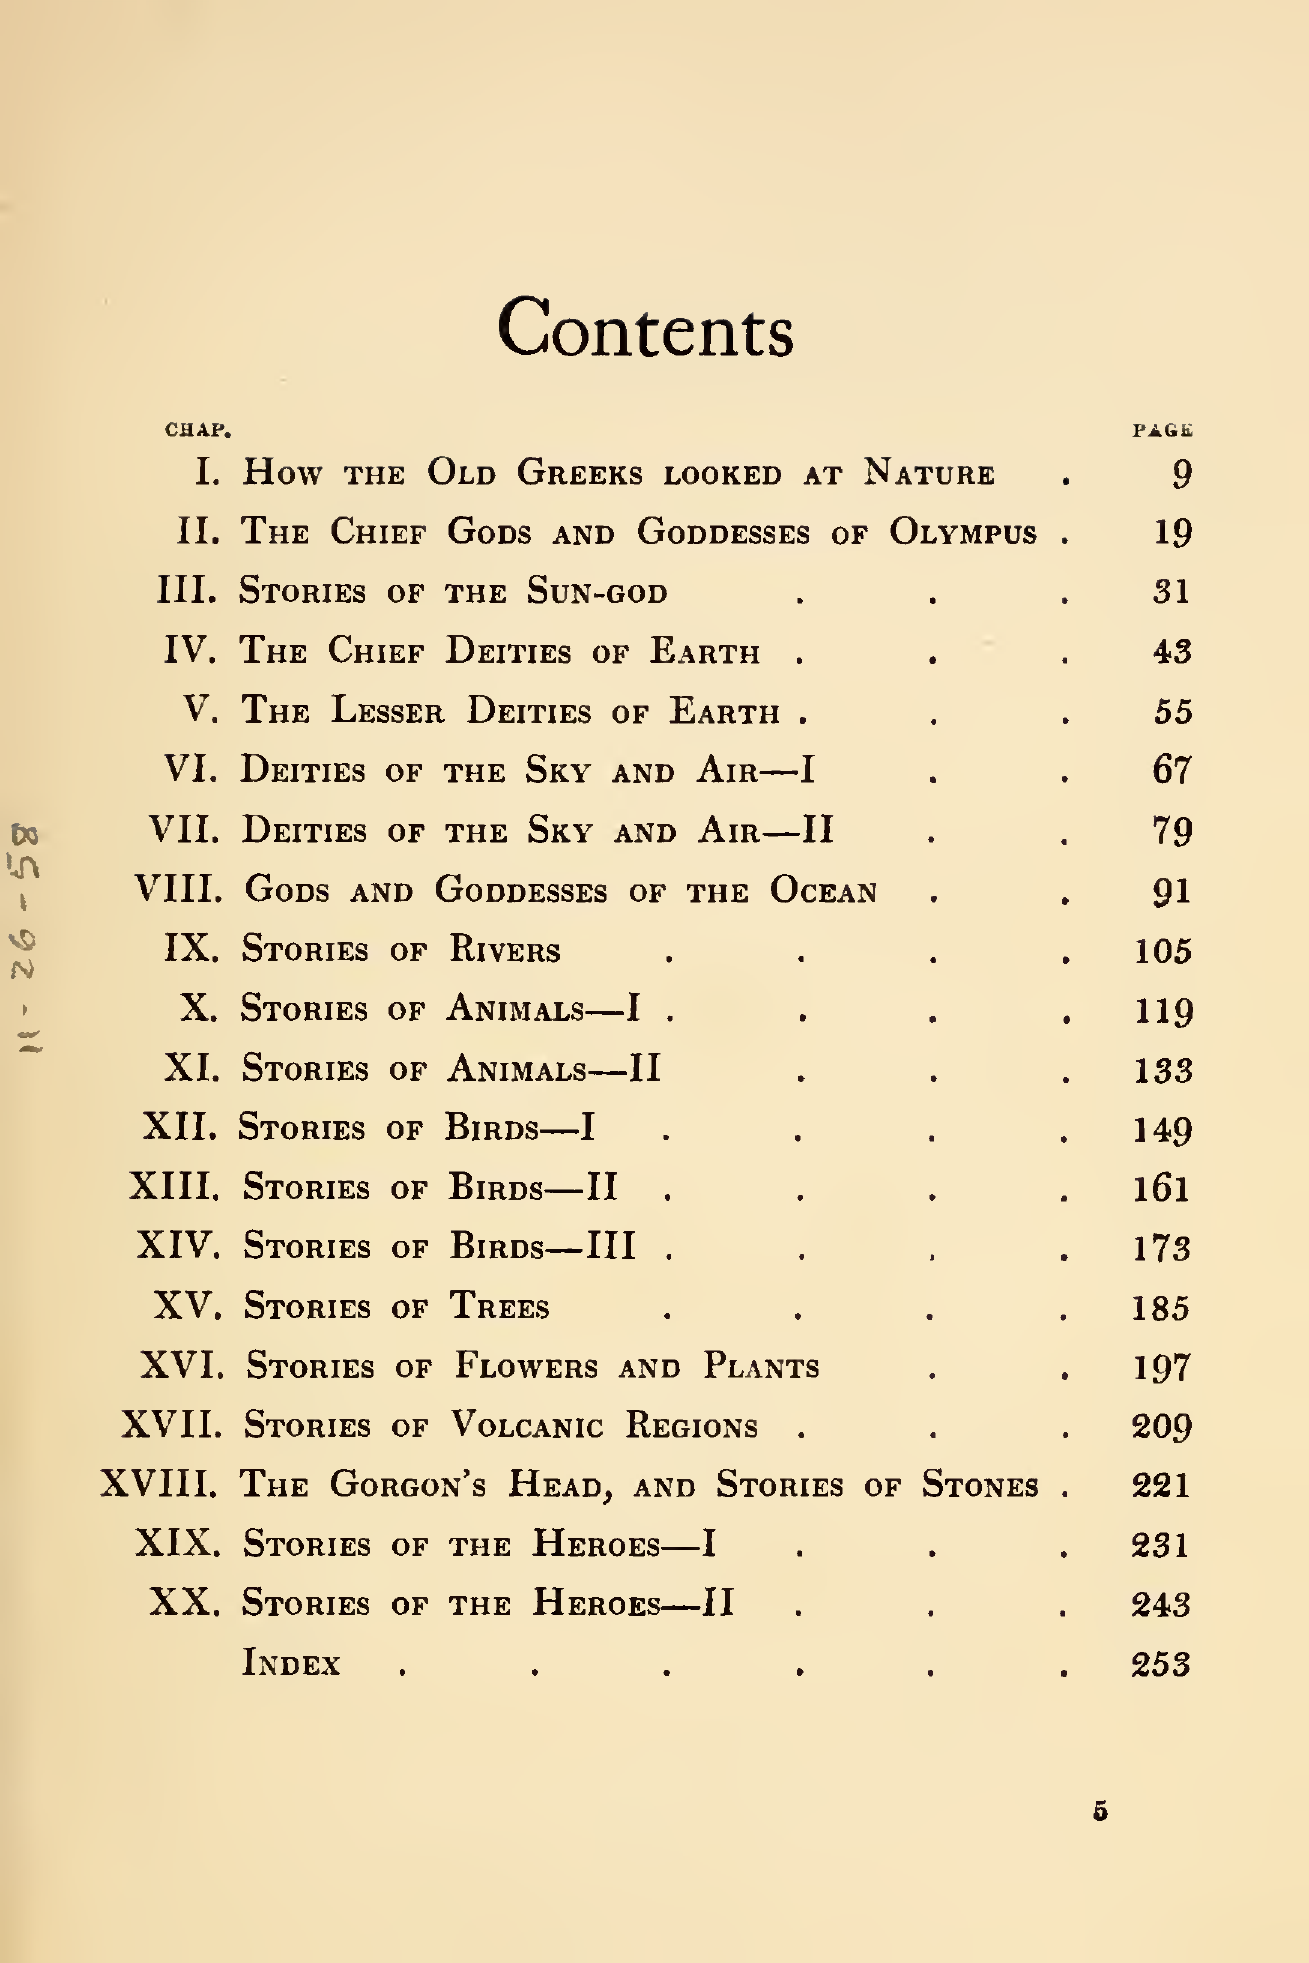 Contents
CHAP. PAGE
I. How the Old Greeks looked at Nature . 9
II. The Chief Gods and Goddesses of Olympus . 19
III. Stories of the Sun-god . . . 31
IV. The Chief Deities of Earth . . . 43
V. The Lesser Deities of Earth . . . 55
VI. Deities of the Sky and Air—I . . 67
VII. Deities of the Sky and Air—II . . 79
VIII. Gods and Goddesses of the Ocean . . 91
IX. Stories of Rivers . . . . 105
X. Stories of Animals—I . . . . 119
XI. Stories of Animals—II . . . 133
XII. Stories of Birds—I . . . . 149
XIII. Stories of Birds—II . . . . 161
XIV. Stories of Birds—III . . . . 173
XV. Stories of Trees . . . . 185
XVI. Stories of Flowers and Plants . . 197
XVII. Stories of Volcanic Regions . . . 209
XVIII. The Gorgon's Head, and Stories of Stones . 221
XIX. Stories of the Heroes—I . . . 231
XX. Stories of the Heroes—II . . . 243
Index . . . . . . 253
5
11-26-58